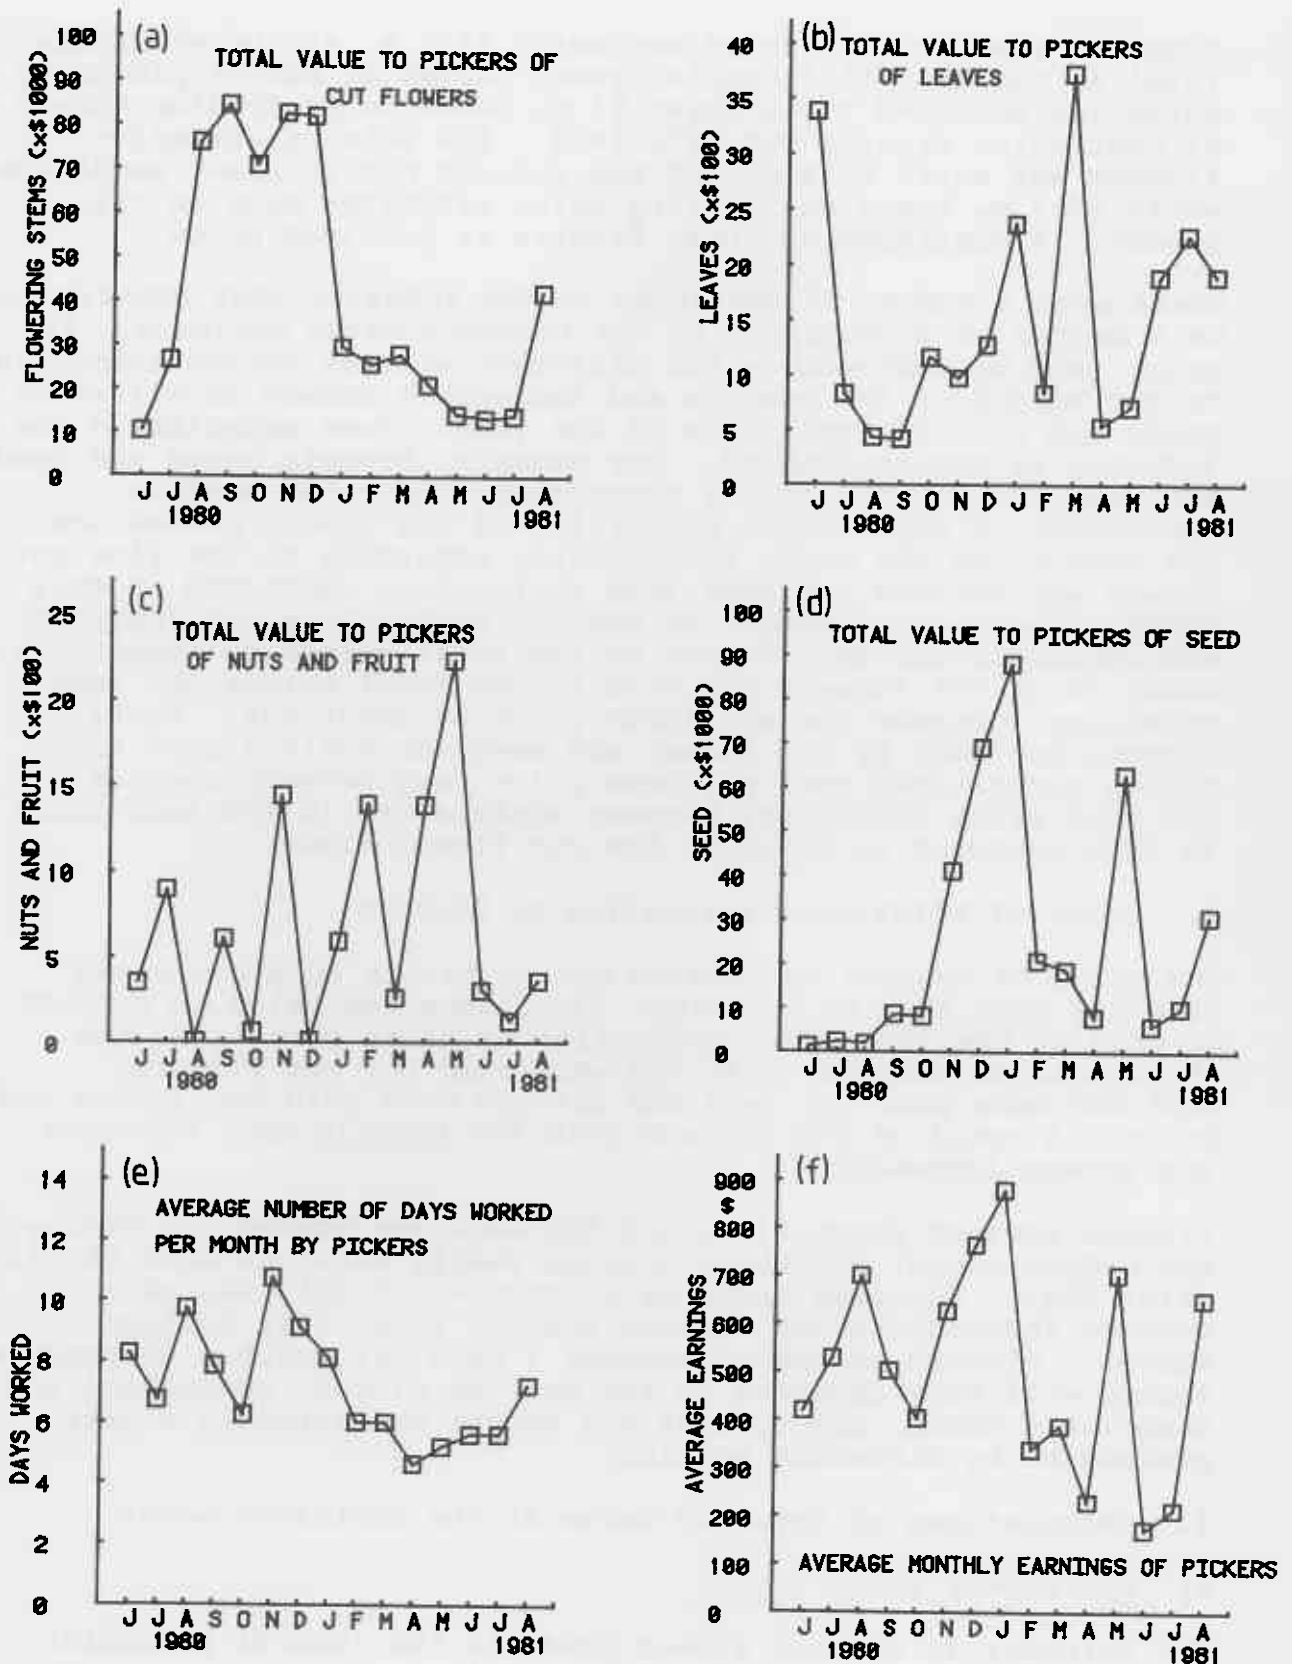 (a)
TOTAL VALUE TO PICKERS OF
CUT FLOWERS
FLOWERING STEMS (x$1000)
100
90
80
70
60
50
40
30
20
10
0
J J A S O N D J F M A M J J A
1980 1981
(b)
TOTAL VALUE TO PICKERS
OF LEAVES
LEAVES (x$100)
40
35
30
25
20
15
10
5
0
J J A S O N D J F M A M J J A
1980 1981
(c)
TOTAL VALUE TO PICKERS
OF NUTS AND FRUIT
NUTS AND FRUIT (x$100)
25
20
15
10
5
0
J J A S O N D J F M A M J J A
1980 1981
(d)
TOTAL VALUE TO PICKERS OF SEED
SEED (x$1000)
100
90
80
70
60
50
40
30
20
10
0
J J A S O N D J F M A M J J A
1980 1981
(e)
AVERAGE NUMBER OF DAYS WORKED
PER MONTH BY PICKERS
DAYS WORKED
14
12
10
8
6
4
2
0
J J A S O N D J F M A M J J A
1980 1981
(f)
AVERAGE EARNINGS
900
$
800
700
600
500
400
300
200
100
0
AVERAGE MONTHLY EARNINGS OF PICKERS
J J A S O N D J F M A M J J A
1980 1981